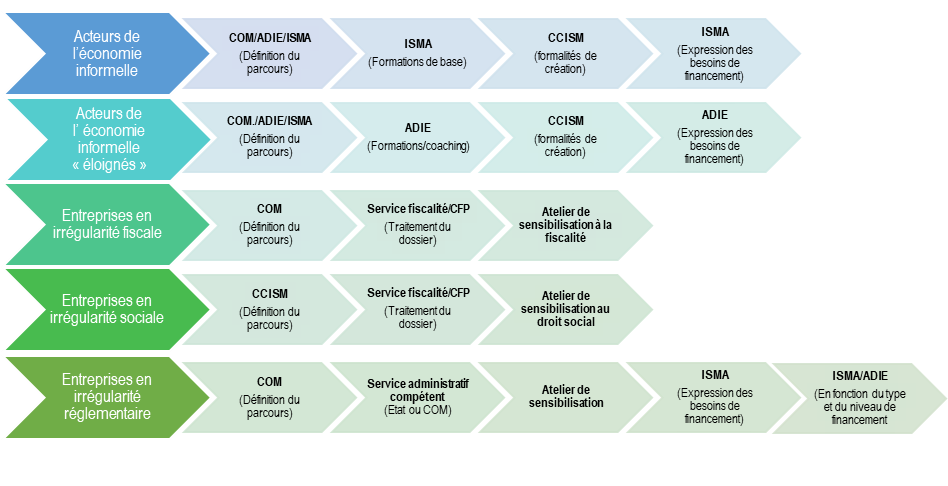 Acteurs de
l'économie
informelle
COM/ADIE/ISMA
(Définition du
parcours)
ISMA
(Formations de base)
CCISM
(formalités de
création)
ISMA
(Expression des
besoins de
financement)
Acteurs de
l' économie
informelle
« éloignés »
COM./ADIE/ISMA
(Définition du
parcours)
ADIE
(Formations/coaching)
CCISM
(formalités de
création)
ADIE
(Expression des
besoins de
financement)
Entreprises en
irrégularité fiscale
COM
(Définition du
parcours)
Service fiscalité/CFP
(Traitement du
dossier)
Atelier de
sensibilisation à la
fiscalité
Entreprises en
irrégularité sociale
CCISM
(Définition du
parcours)
Service fiscalité/CFP
(Traitement du
dossier)
Atelier de
sensibilisation au
droit social
Entreprises en
irrégularité
réglementaire
COM
(Définition du
parcours)
Service administratif
compétent
(Etat ou COM)
Atelier de
sensibilisation
ISMA
(Expression des
besoins de
financement)
ISMA/ADIE
(En fonction du type
et du niveau de
financement